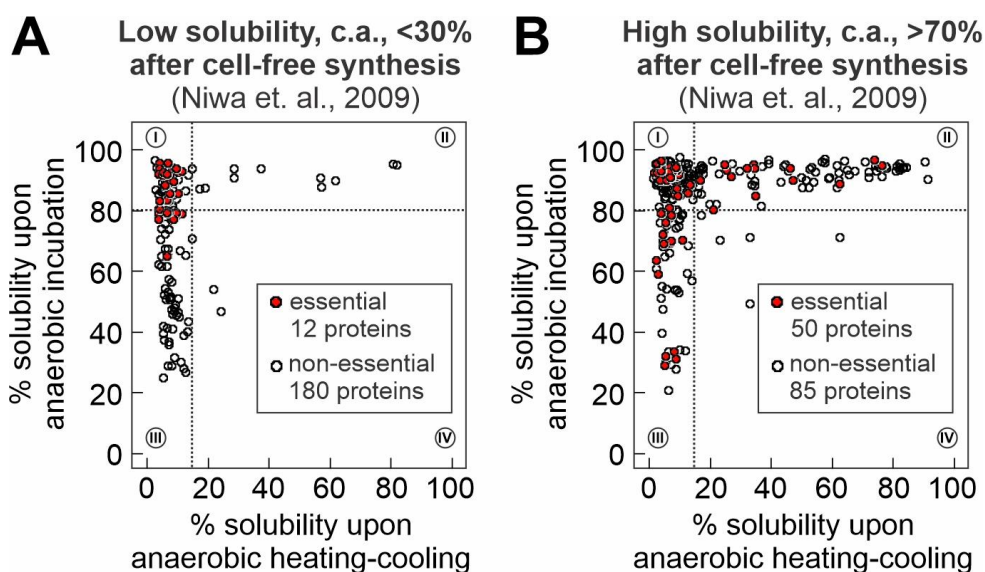 A
Low solubility, c.a., <30%
after cell-free synthesis
(Niwa et. al., 2009)
% solubility upon
anaerobic incubation
100
80
60
40
20
0
I
II
III
IV
essential
12 proteins
non-essential
180 proteins
0 20 40 60 80 100
% solubility upon
anaerobic heating-cooling
B
High solubility, c.a., >70%
after cell-free synthesis
(Niwa et. al., 2009)
% solubility upon
anaerobic incubation
100
80
60
40
20
0
I
II
III
IV
essential
50 proteins
non-essential
85 proteins
0 20 40 60 80 100
% solubility upon
anaerobic heating-cooling